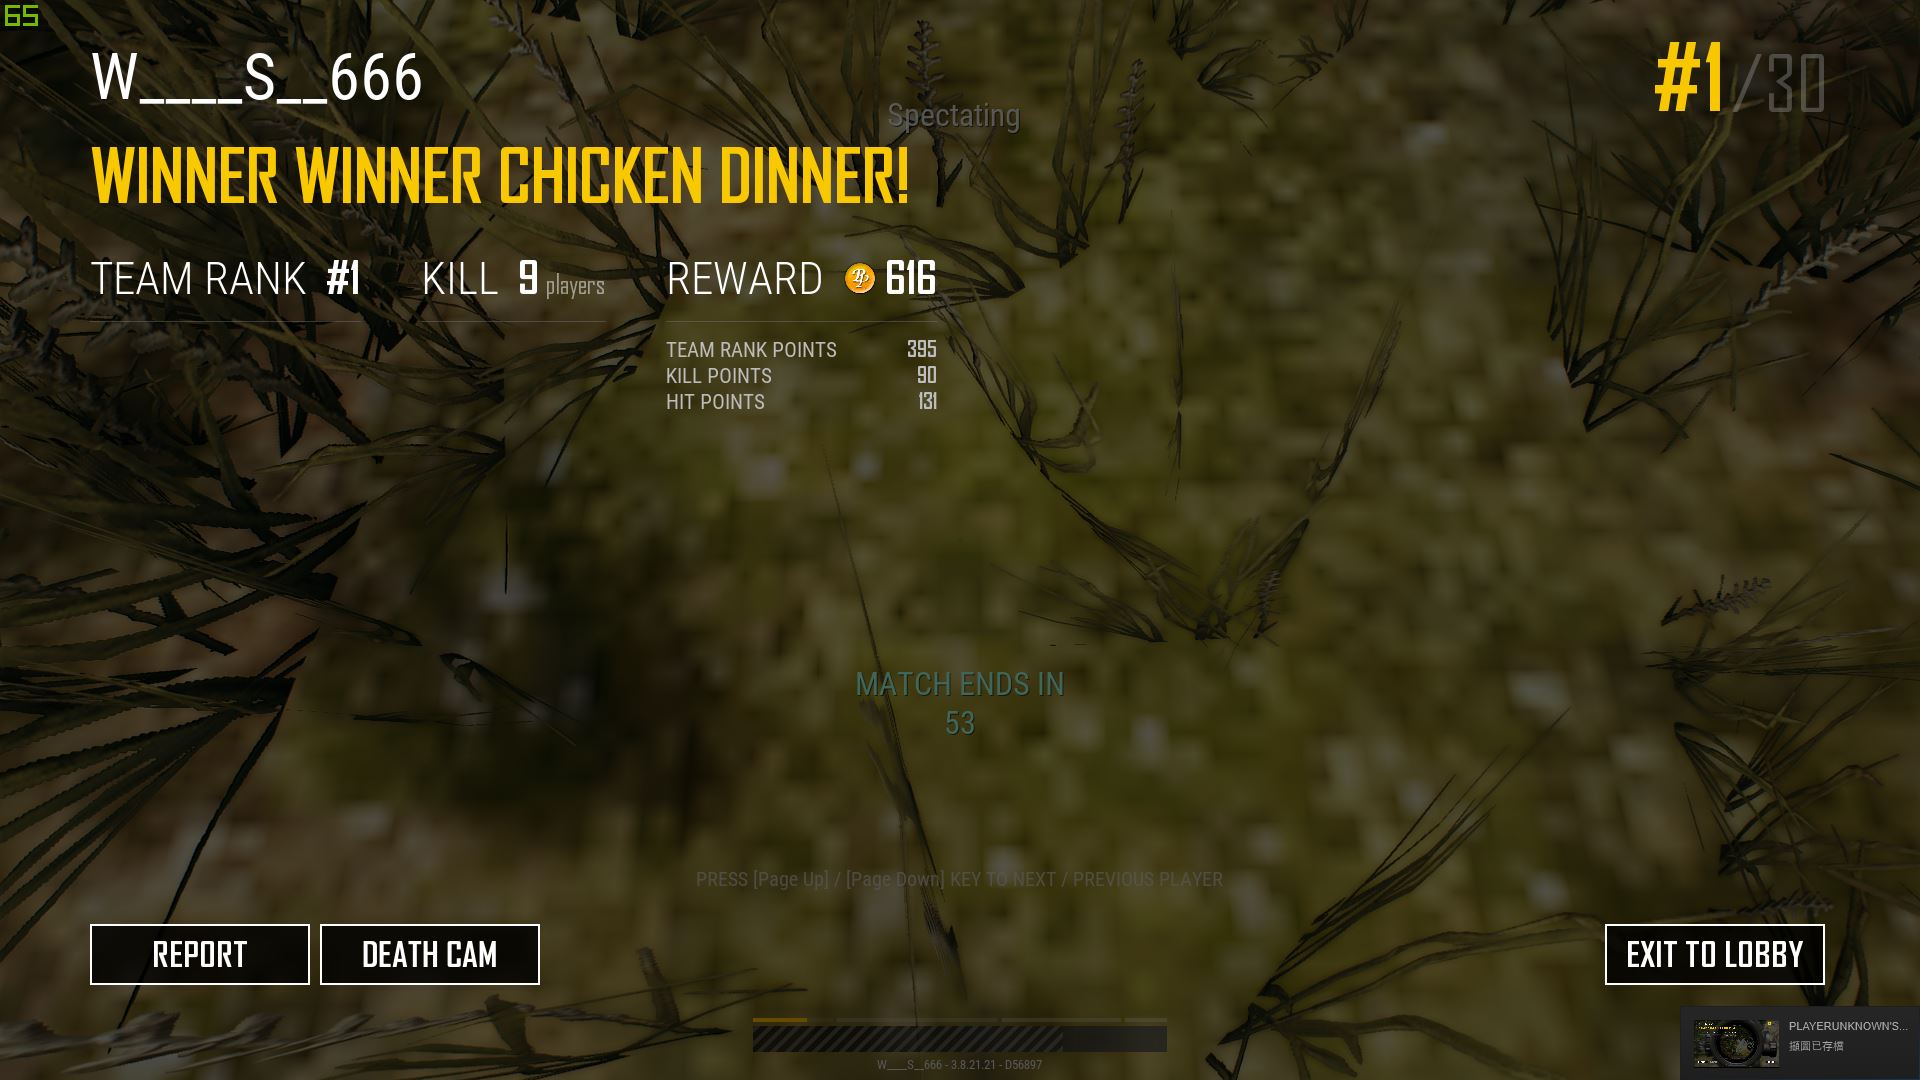 65
W____S__666
#1/30
Spectating
WINNER WINNER CHICKEN DINNER!
TEAM RANK #1 KILL 9 players REWARD 616
TEAM RANK POINTS 395
KILL POINTS 90
HIT POINTS 131
MATCH ENDS IN
53
PRESS [Page Up] / [Page Down] KEY TO NEXT / PREVIOUS PLAYER
REPORT DEATH CAM EXIT TO LOBBY
PLAYERUNKNOWN'S...
擷圖已存檔
W____S__666 - 3.8.21.21 - D56897